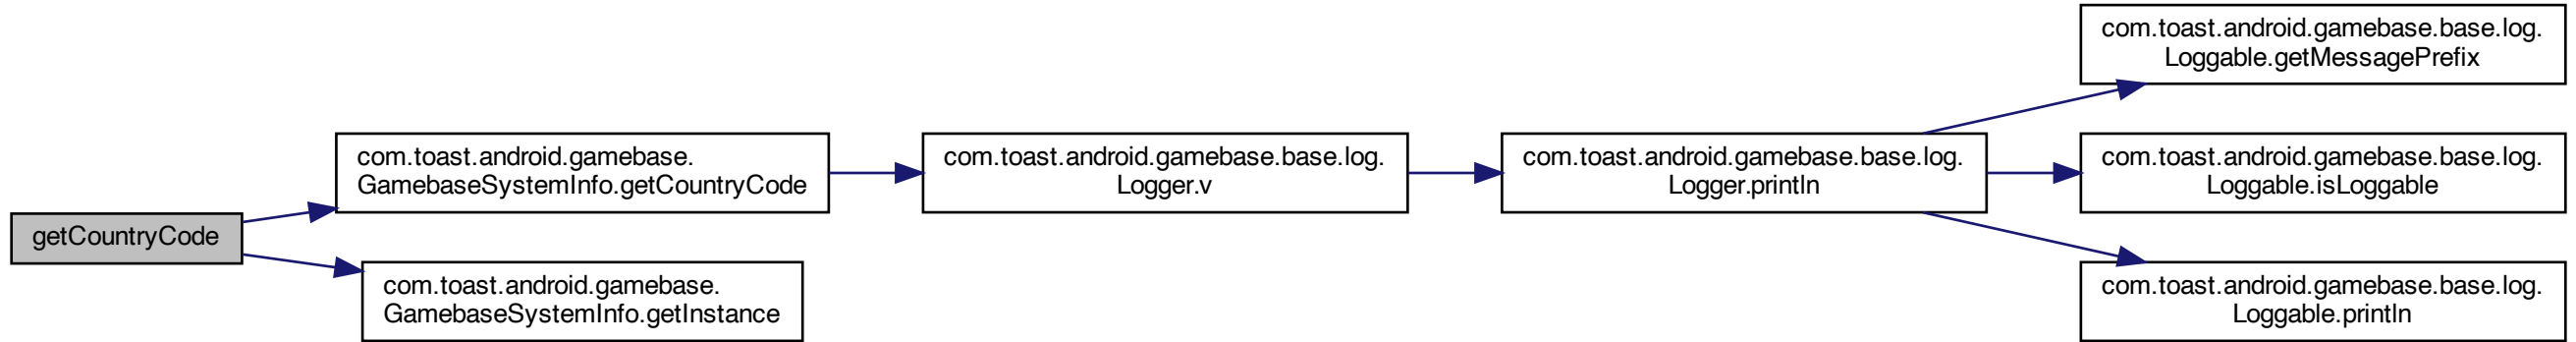 getCountryCode
com.toast.android.gamebase.
GamebaseSystemInfo.getCountryCode
com.toast.android.gamebase.
GamebaseSystemInfo.getInstance
com.toast.android.gamebase.base.log.
Logger.v
com.toast.android.gamebase.base.log.
Logger.println
com.toast.android.gamebase.base.log.
Loggable.getMessagePrefix
com.toast.android.gamebase.base.log.
Loggable.isLoggable
com.toast.android.gamebase.base.log.
Loggable.println